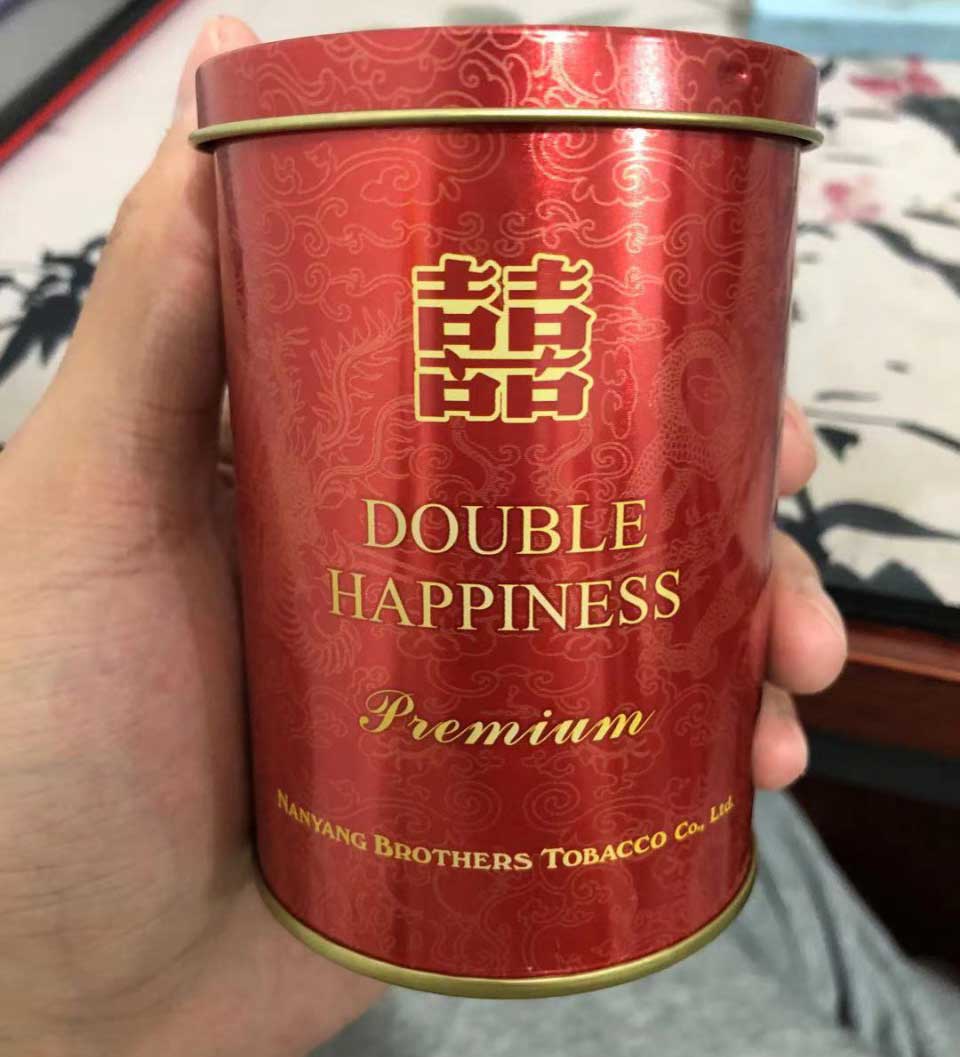 囍
DOUBLE
HAPPINESS
Premium
NANYANG BROTHERS TOBACCO Co., Ltd.